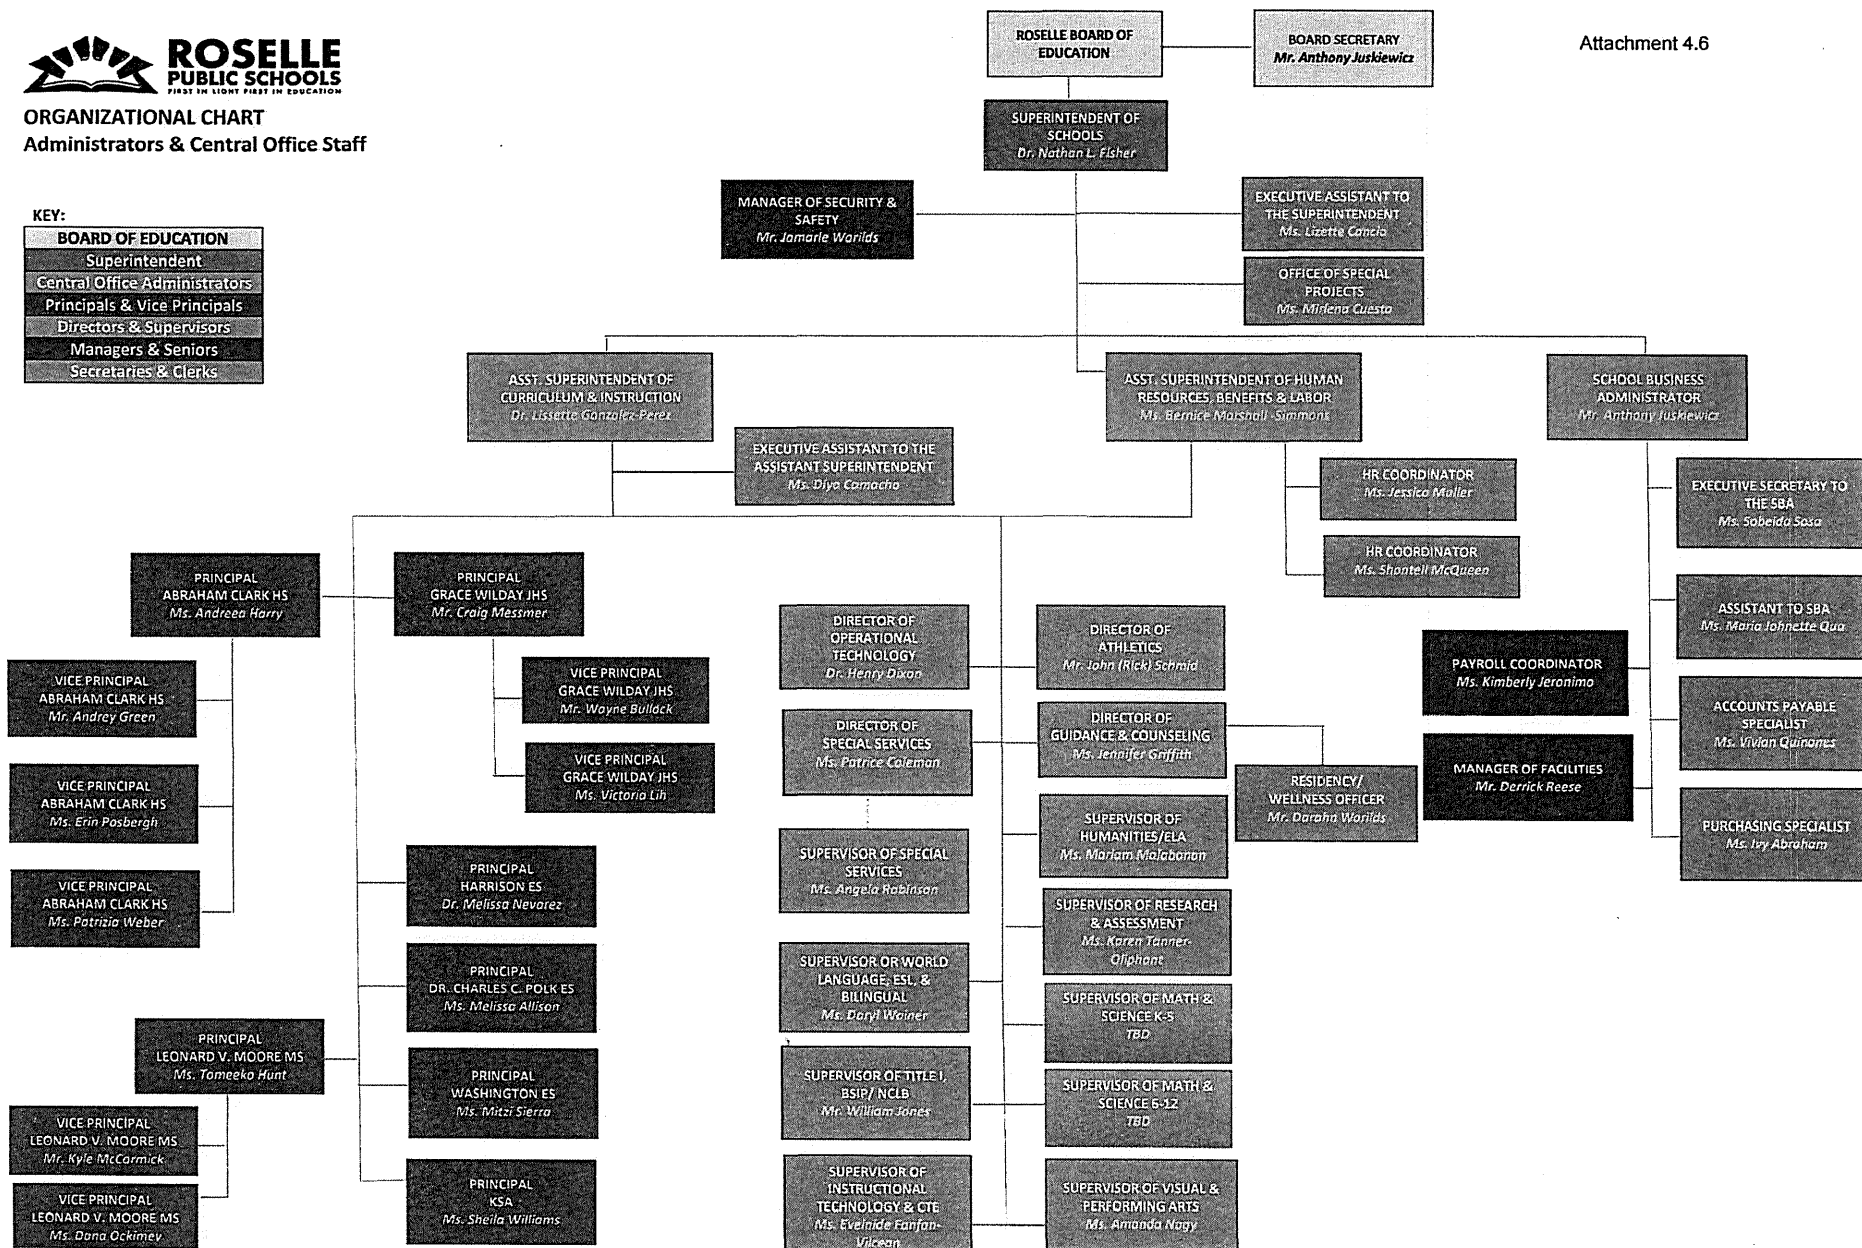 ROSELLE
PUBLIC SCHOOLS
FIRST IN LIGHT FIRST IN EDUCATION
ORGANIZATIONAL CHART
Administrators & Central Office Staff
Attachment 4.6
KEY:
BOARD OF EDUCATION
Superintendent
Central Office Administrators
Principals & Vice Principals
Directors & Supervisors
Managers & Seniors
Secretaries & Clerks
ROSELLE BOARD OF
EDUCATION
BOARD SECRETARY
Mr. Anthony Juskiewicz
SUPERINTENDENT OF
SCHOOLS
Dr. Nathan L. Fisher
MANAGER OF SECURITY &
SAFETY
Mr. Jamarle Warilds
EXECUTIVE ASSISTANT TO
THE SUPERINTENDENT
Ms. Lizette Cancio
OFFICE OF SPECIAL
PROJECTS
Ms. Mirlena Cuesta
ASST. SUPERINTENDENT OF
CURRICULUM & INSTRUCTION
Dr. Lissette Gonzalez-Perez
EXECUTIVE ASSISTANT TO THE
ASSISTANT SUPERINTENDENT
Ms. Diya Camacho
ASST. SUPERINTENDENT OF HUMAN
RESOURCES, BENEFITS & LABOR
Ms. Bernice Marshall -Simmons
HR COORDINATOR
Ms. Jessica Muller
HR COORDINATOR
Ms. Shontell McQueen
SCHOOL BUSINESS
ADMINISTRATOR
Mr. Anthony Juskiewicz
EXECUTIVE SECRETARY TO
THE SBA
Ms. Sobeida Sosa
ASSISTANT TO SBA
Ms. Maria Johnette Qua
PAYROLL COORDINATOR
Ms. Kimberly Jeronimo
ACCOUNTS PAYABLE
SPECIALIST
Ms. Vivian Quinones
MANAGER OF FACILITIES
Mr. Derrick Reese
PURCHASING SPECIALIST
Ms. Ivy Abraham
PRINCIPAL
ABRAHAM CLARK HS
Ms. Andreea Harry
VICE PRINCIPAL
ABRAHAM CLARK HS
Mr. Andrey Green
VICE PRINCIPAL
ABRAHAM CLARK HS
Ms. Erin Posbergh
VICE PRINCIPAL
ABRAHAM CLARK HS
Ms. Patrizia Weber
PRINCIPAL
GRACE WILDAY JHS
Mr. Craig Messmer
VICE PRINCIPAL
GRACE WILDAY JHS
Mr. Wayne Bullock
VICE PRINCIPAL
GRACE WILDAY JHS
Ms. Victoria Lih
PRINCIPAL
HARRISON ES
Dr. Melissa Nevarez
PRINCIPAL
DR. CHARLES C. POLK ES
Ms. Melissa Allison
PRINCIPAL
LEONARD V. MOORE MS
Ms. Tameeka Hunt
VICE PRINCIPAL
LEONARD V. MOORE MS
Mr. Kyle McCormick
VICE PRINCIPAL
LEONARD V. MOORE MS
Ms. Dana Ockimey
PRINCIPAL
WASHINGTON ES
Ms. Mitzi Sierra
PRINCIPAL
KSA
Ms. Sheila Williams
DIRECTOR OF
OPERATIONAL
TECHNOLOGY
Dr. Henry Dixon
DIRECTOR OF
ATHLETICS
Mr. John (Rick) Schmid
DIRECTOR OF
SPECIAL SERVICES
Ms. Patrice Coleman
DIRECTOR OF
GUIDANCE & COUNSELING
Ms. Jennifer Griffith
RESIDENCY/
WELLNESS OFFICER
Mr. Darahn Warilds
SUPERVISOR OF SPECIAL
SERVICES
Ms. Angela Robinson
SUPERVISOR OF
HUMANITIES/ELA
Ms. Mariam Malabanan
SUPERVISOR OF RESEARCH
& ASSESSMENT
Ms. Karen Tanner-
Oliphant
SUPERVISOR OR WORLD
LANGUAGE, ESL, &
BILINGUAL
Ms. Daryl Wainer
SUPERVISOR OF MATH &
SCIENCE K-5
TBD
SUPERVISOR OF TITLE I,
BSIP/ NCLB
Mr. William Jones
SUPERVISOR OF MATH &
SCIENCE 6-12
TBD
SUPERVISOR OF
INSTRUCTIONAL
TECHNOLOGY & CTE
Ms. Evelnide Fanfan-
Vilcean
SUPERVISOR OF VISUAL &
PERFORMING ARTS
Ms. Amanda Nagy